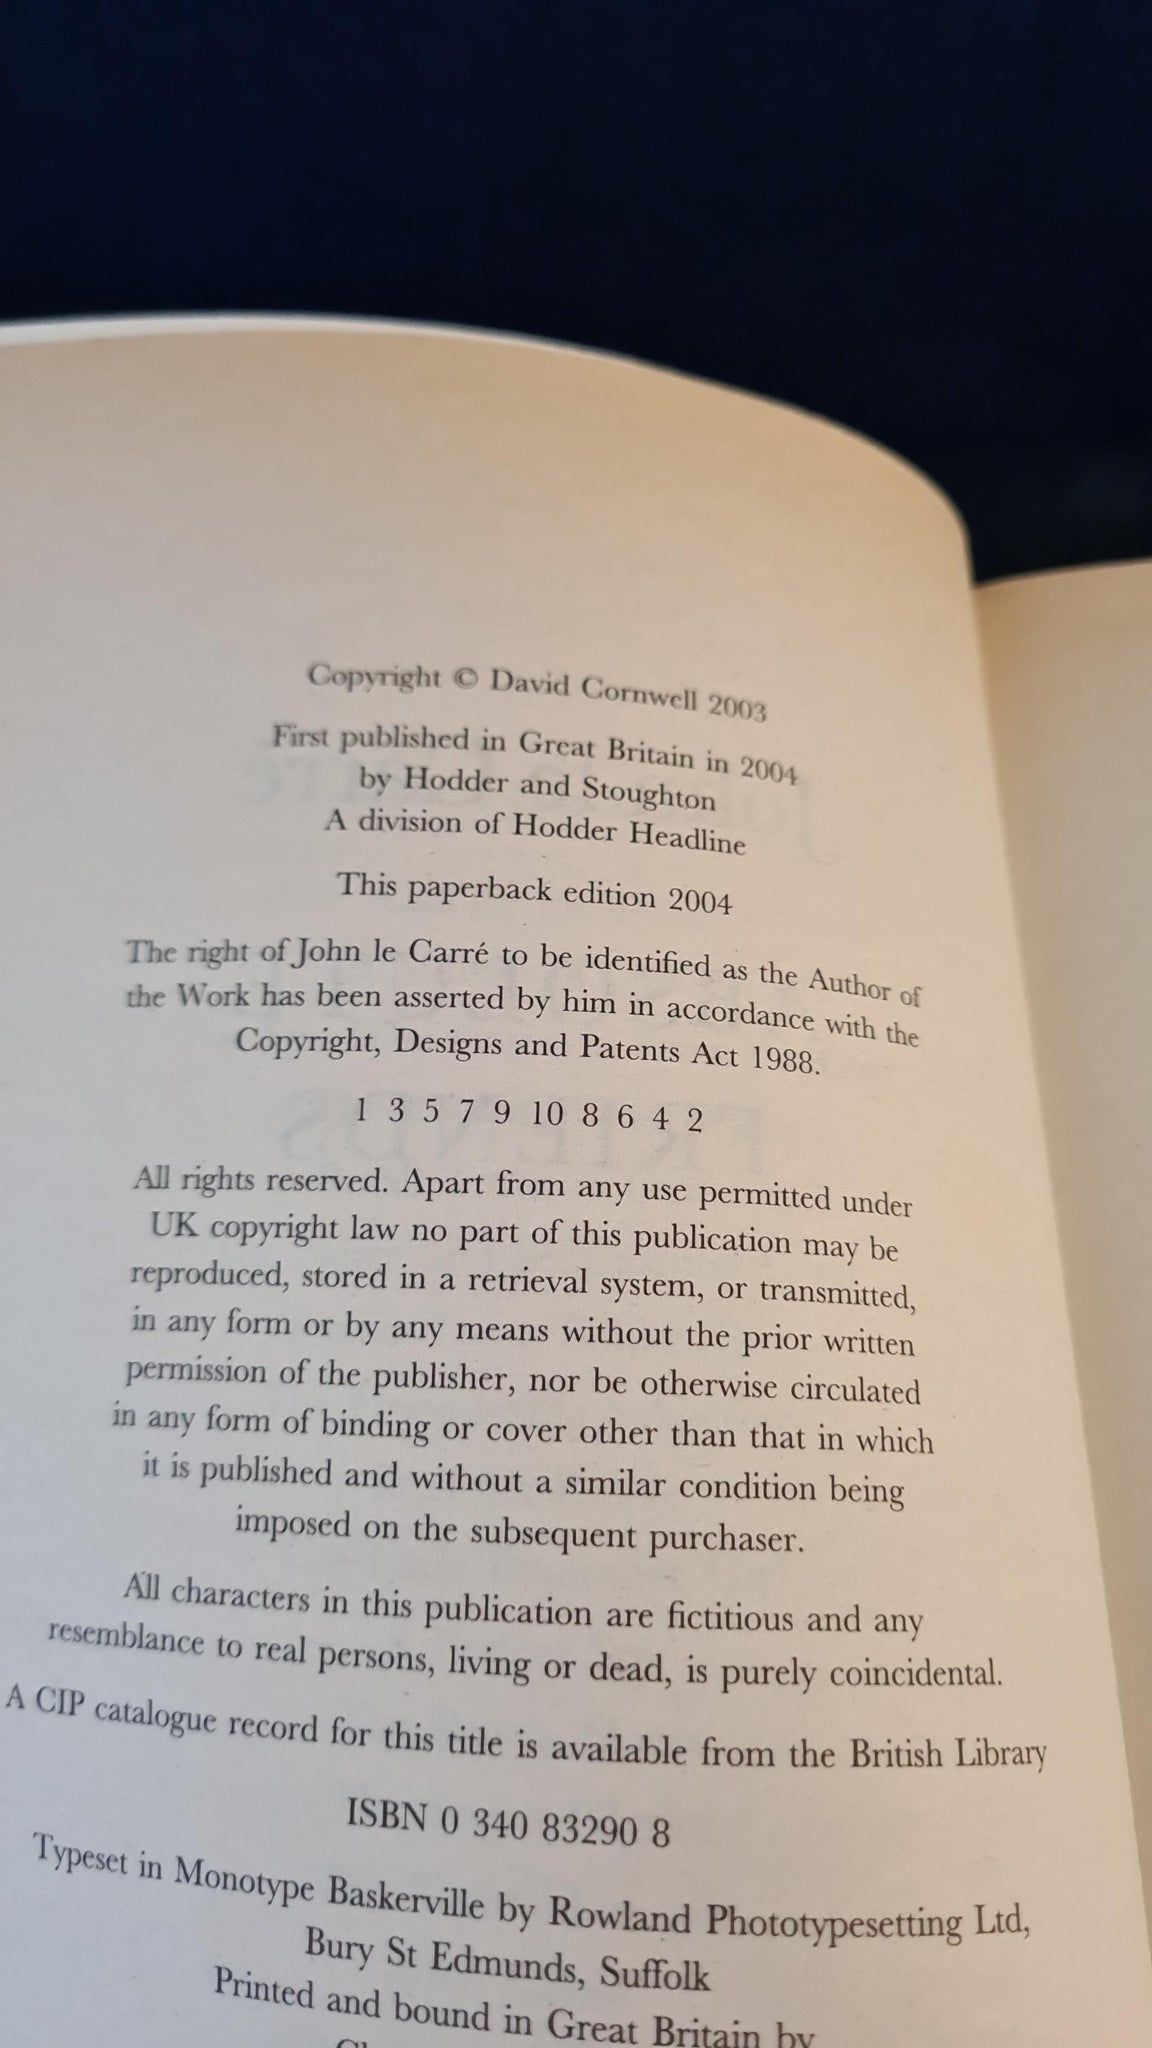 Copyright © David Cornwell 2003
First published in Great Britain in 2004
by Hodder and Stoughton
A division of Hodder Headline
This paperback edition 2004
The right of John le Carré to be identified as the Author of
the Work has been asserted by him in accordance with the
Copyright, Designs and Patents Act 1988.
1 3 5 7 9 10 8 6 4 2
All rights reserved. Apart from any use permitted under
UK copyright law no part of this publication may be
reproduced, stored in a retrieval system, or transmitted,
in any form or by any means without the prior written
permission of the publisher, nor be otherwise circulated
in any form of binding or cover other than that in which
it is published and without a similar condition being
imposed on the subsequent purchaser.
All characters in this publication are fictitious and any
resemblance to real persons, living or dead, is purely coincidental.
A CIP catalogue record for this title is available from the British Library
ISBN 0 340 83290 8
Typeset in Monotype Baskerville by Rowland Phototypesetting Ltd,
Bury St Edmunds, Suffolk
Printed and bound in Great Britain by